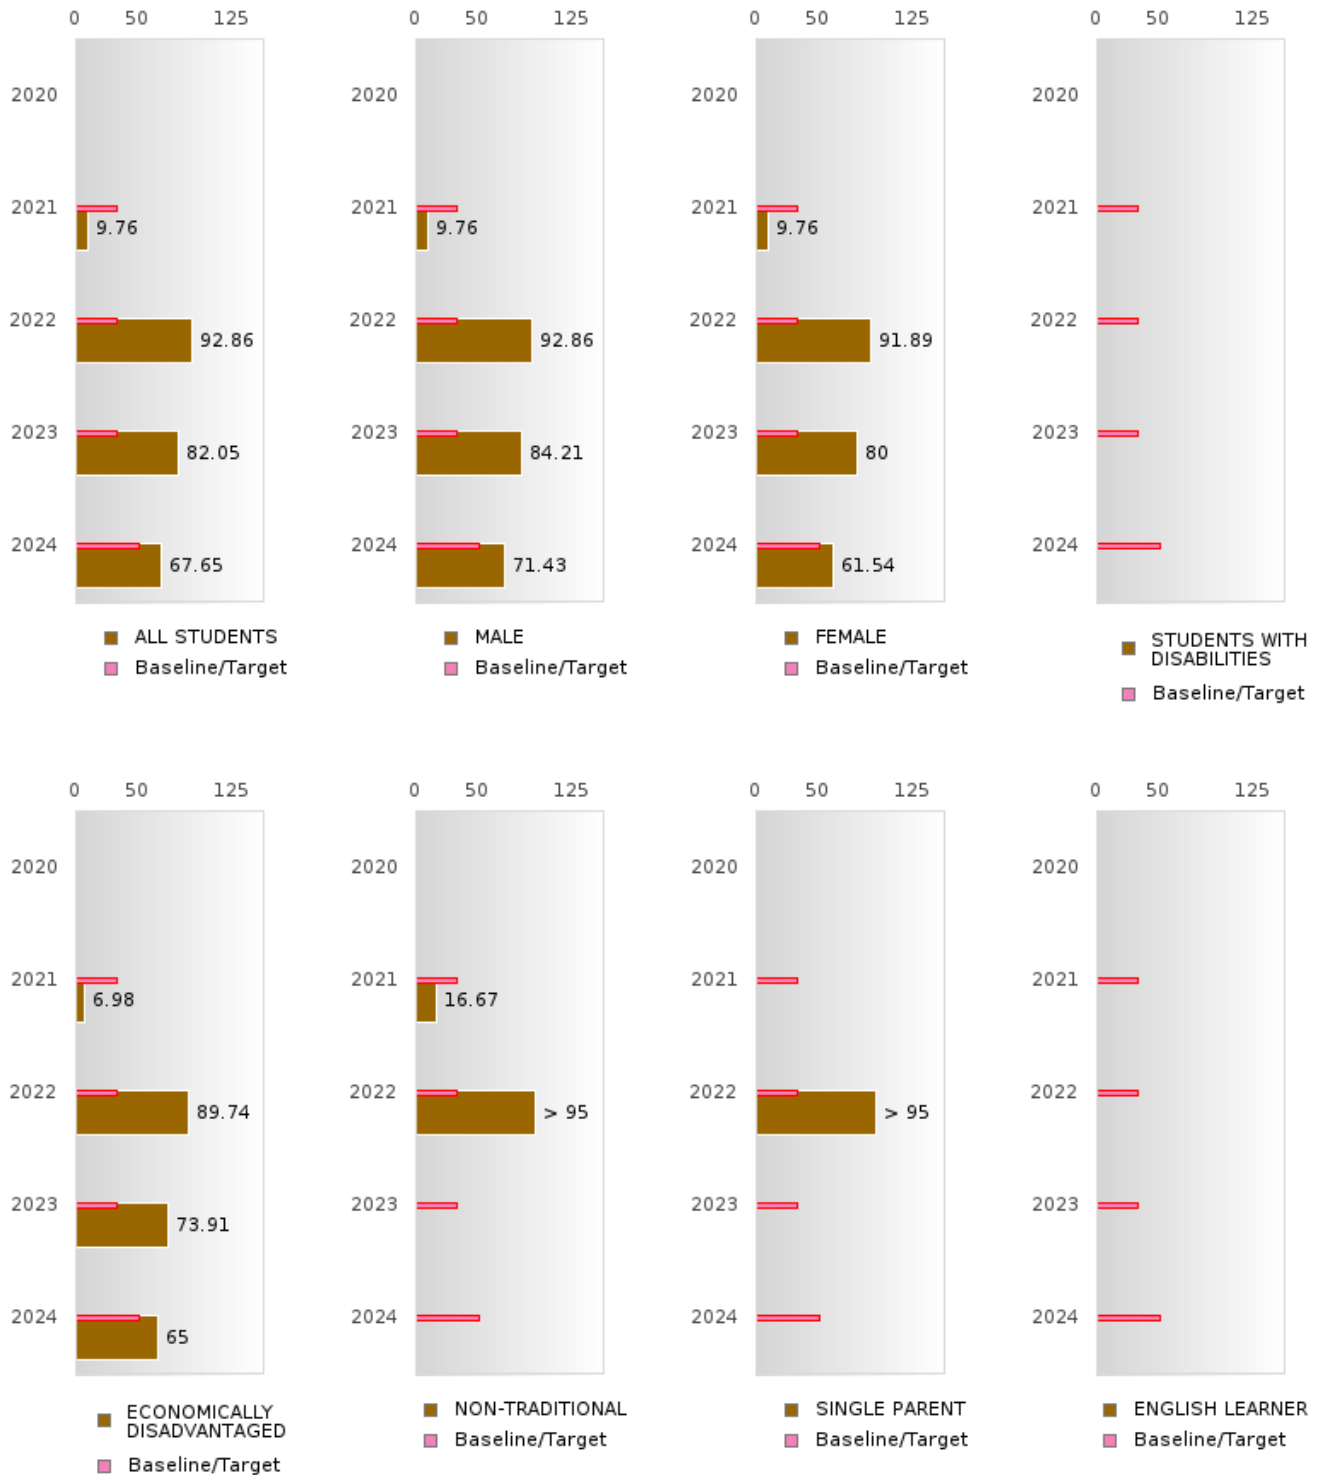 0 50 125
2020
2021
9.76
2022
92.86
2023
82.05
2024
67.65
ALL STUDENTS
Baseline/Target
0 50 125
2020
2021
9.76
2022
92.86
2023
84.21
2024
71.43
MALE
Baseline/Target
0 50 125
2020
2021
9.76
2022
91.89
2023
80
2024
61.54
FEMALE
Baseline/Target
0 50 125
2020
2021
2022
2023
2024
STUDENTS WITH
DISABILITIES
Baseline/Target
0 50 125
2020
2021
6.98
2022
89.74
2023
73.91
2024
65
ECONOMICALLY
DISADVANTAGED
Baseline/Target
0 50 125
2020
2021
16.67
2022
> 95
2023
2024
NON-TRADITIONAL
Baseline/Target
0 50 125
2020
2021
2022
> 95
2023
2024
SINGLE PARENT
Baseline/Target
0 50 125
2020
2021
2022
2023
2024
ENGLISH LEARNER
Baseline/Target